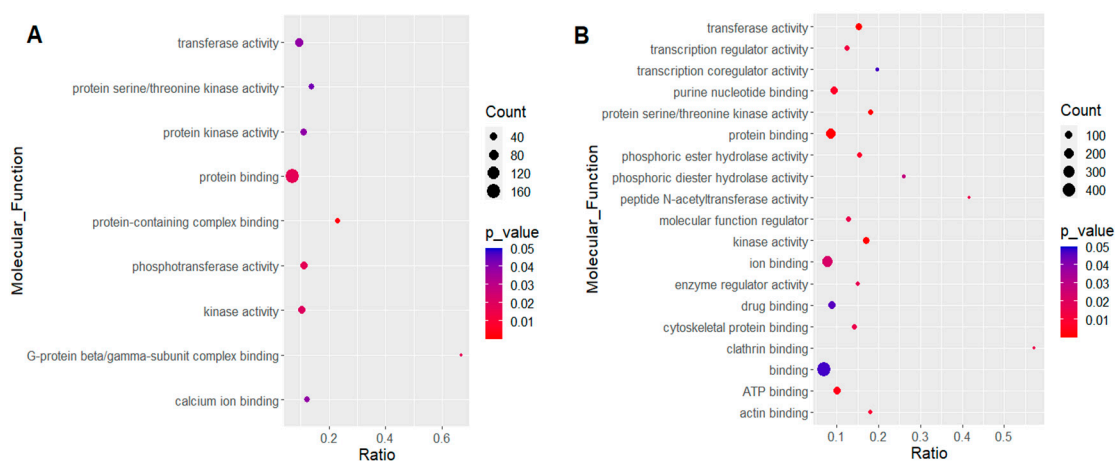 A
Molecular_Function
transferase activity
protein serine/threonine kinase activity
protein kinase activity
protein binding
protein-containing complex binding
phosphotransferase activity
kinase activity
G-protein beta/gamma-subunit complex binding
calcium ion binding
0.2 0.4 0.6
Ratio
Count
40
80
120
160
p_value
0.05
0.04
0.03
0.02
0.01
B
Molecular_Function
transferase activity
transcription regulator activity
transcription coregulator activity
purine nucleotide binding
protein serine/threonine kinase activity
protein binding
phosphoric ester hydrolase activity
phosphoric diester hydrolase activity
peptide N-acetyltransferase activity
molecular function regulator
kinase activity
ion binding
enzyme regulator activity
drug binding
cytoskeletal protein binding
clathrin binding
binding
ATP binding
actin binding
0.1 0.2 0.3 0.4 0.5
Ratio
Count
100
200
300
400
p_value
0.05
0.04
0.03
0.02
0.01